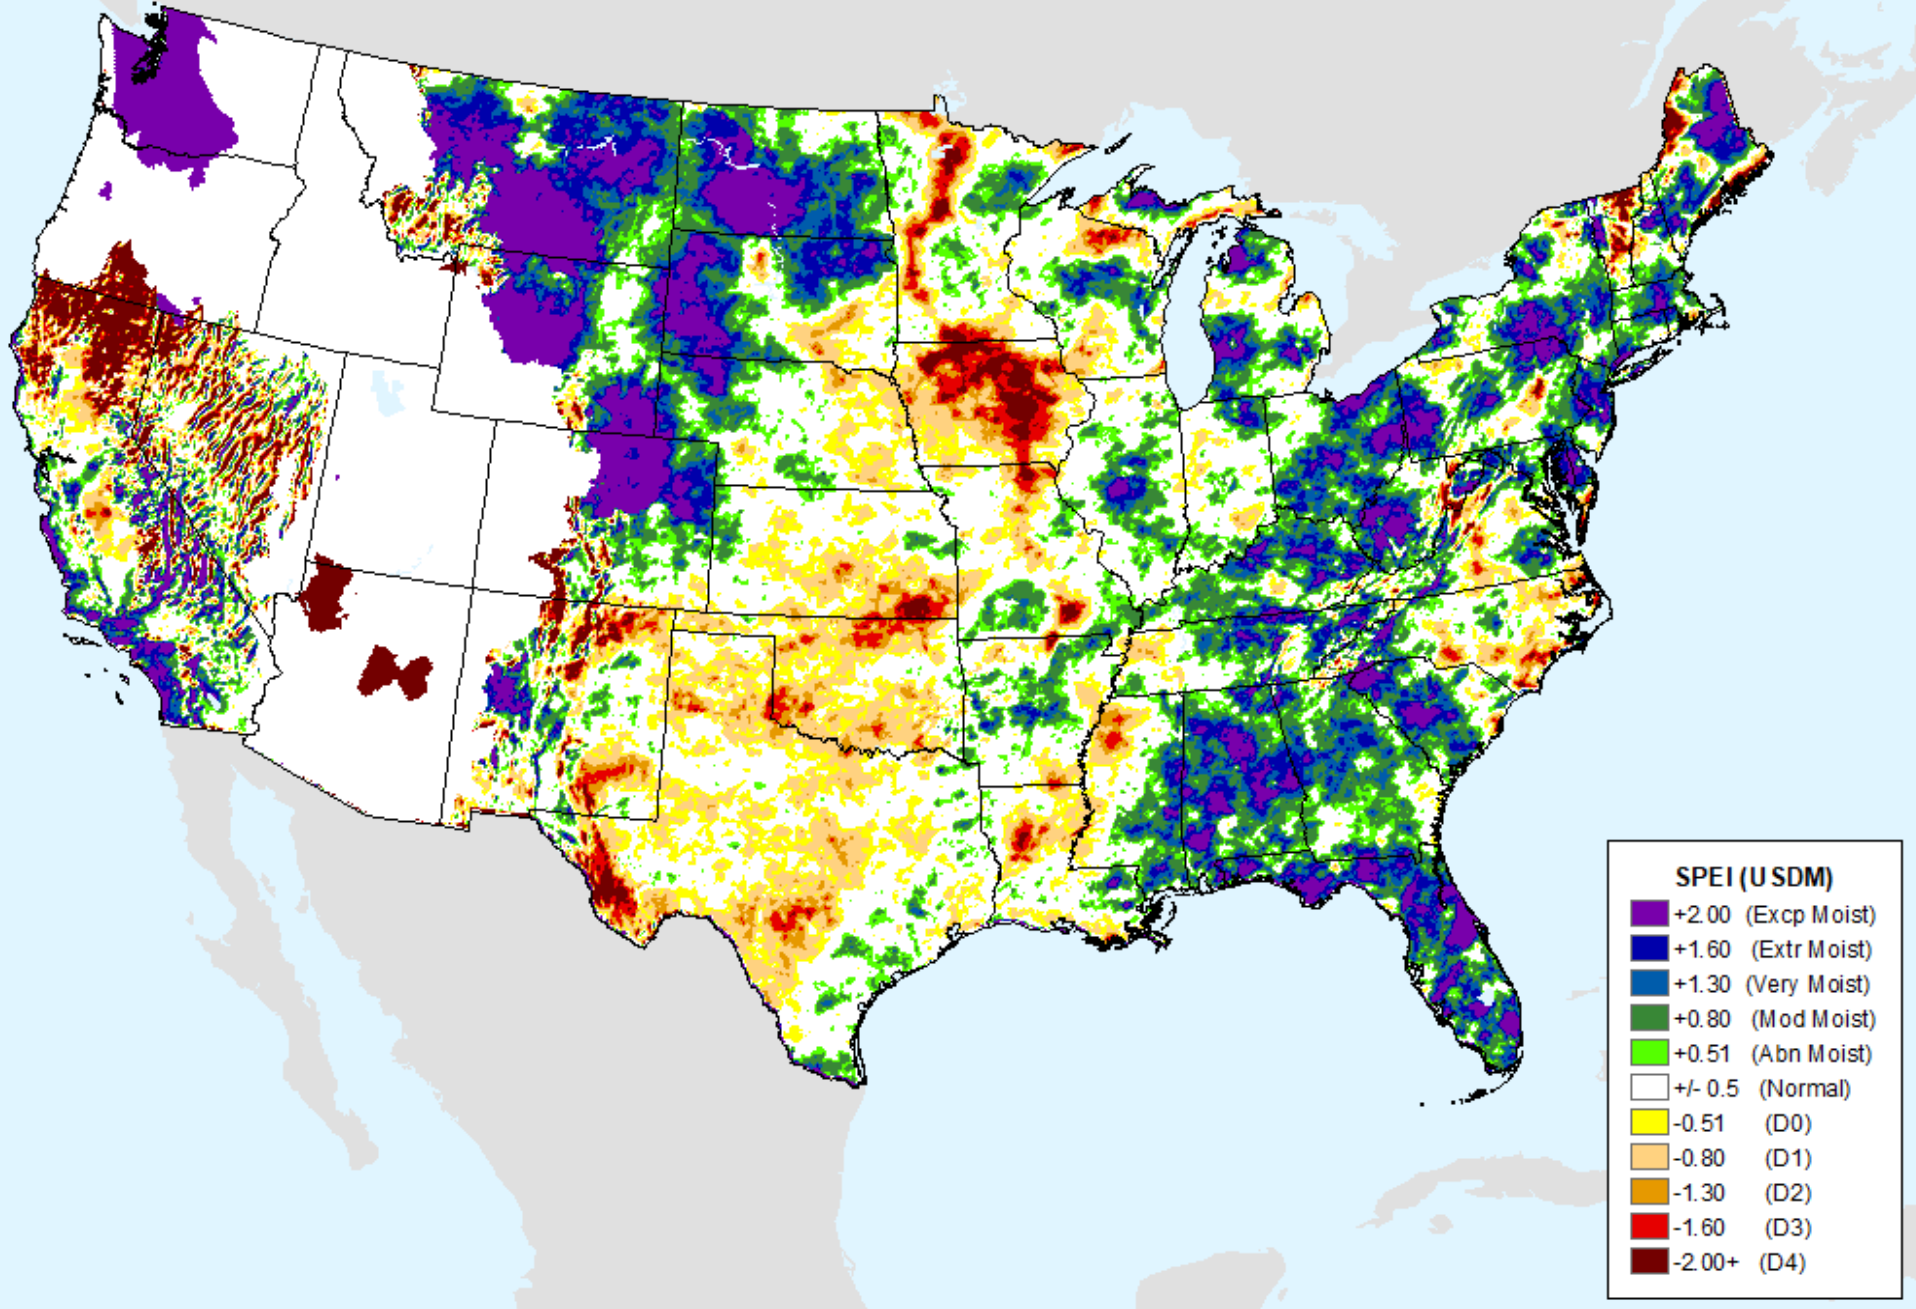 SPEI (USDM)
+2.00 (Excp Moist)
+1.60 (Extr Moist)
+1.30 (Very Moist)
+0.80 (Mod Moist)
+0.51 (Abn Moist)
+/- 0.5 (Normal)
-0.51 (D0)
-0.80 (D1)
-1.30 (D2)
-1.60 (D3)
-2.00+ (D4)